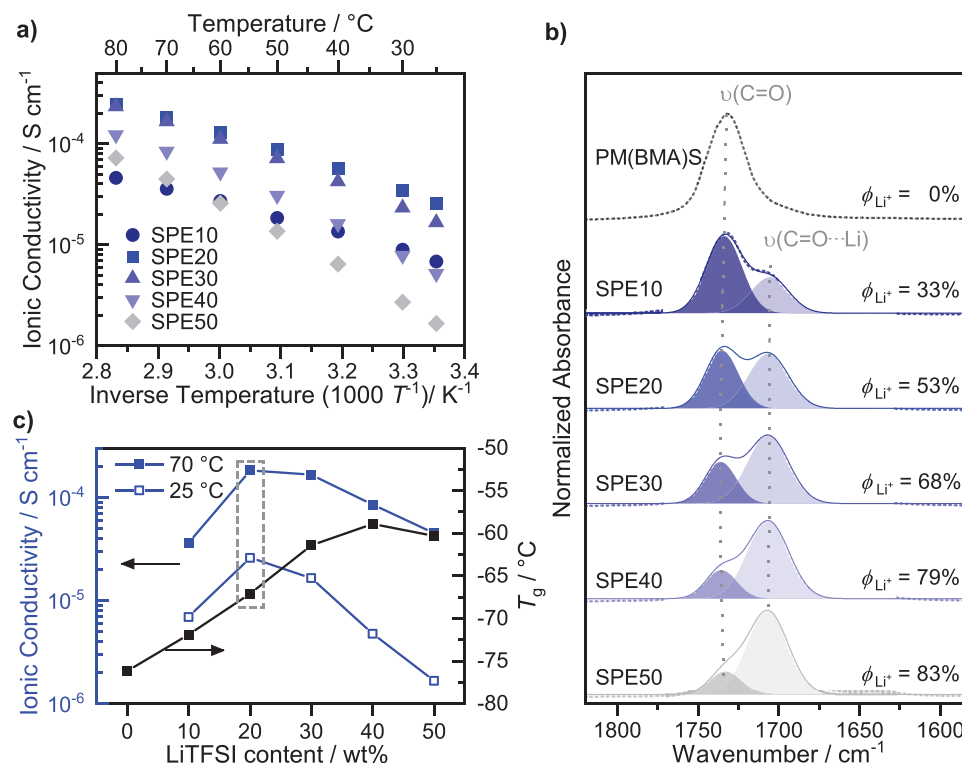 a)
Temperature / °C
80 70 60 50 40 30
Ionic Conductivity / S cm⁻¹
10⁻⁴
10⁻⁵
10⁻⁶
SPE10
SPE20
SPE30
SPE40
SPE50
2.8 2.9 3.0 3.1 3.2 3.3 3.4
Inverse Temperature (1000 T⁻¹)/ K⁻¹
b)
υ(C=O)
PM(BMA)S
ϕLi⁺ = 0%
υ(C=O···Li)
SPE10
ϕLi⁺ = 33%
SPE20
ϕLi⁺ = 53%
SPE30
ϕLi⁺ = 68%
SPE40
ϕLi⁺ = 79%
SPE50
ϕLi⁺ = 83%
Normalized Absorbance
1800 1750 1700 1650 1600
Wavenumber / cm⁻¹
c)
70 °C
25 °C
Ionic Conductivity / S cm⁻¹
10⁻⁴
10⁻⁵
10⁻⁶
-50
-55
-60
-65
-70
-75
-80
Tg / °C
0 10 20 30 40 50
LiTFSI content / wt%